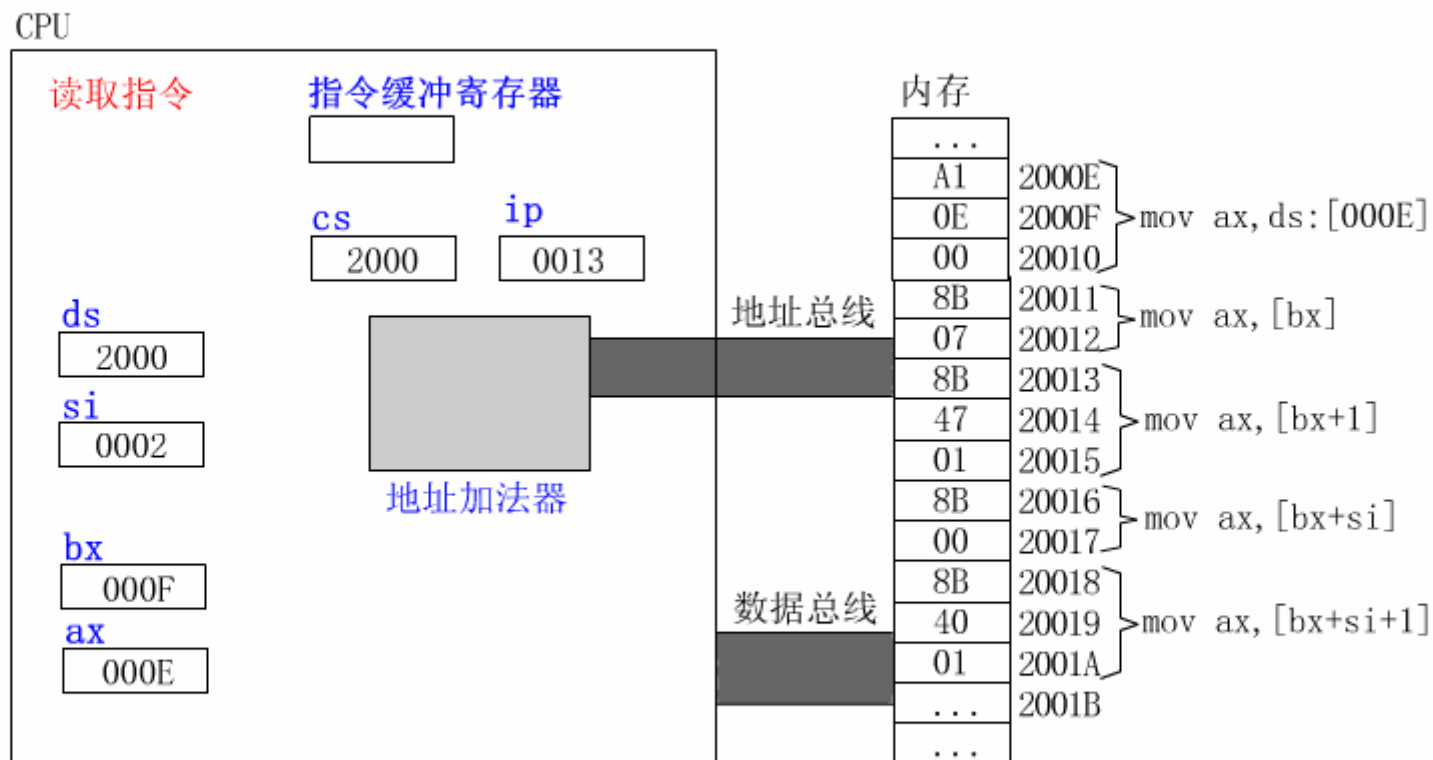 CPU
读取指令
指令缓冲寄存器
cs
2000
ip
0013
ds
2000
si
0002
地址加法器
bx
000F
ax
000E
地址总线
数据总线
内存
...
A1 2000E
0E 2000F
00 20010
mov ax,ds:[000E]
8B 20011
07 20012
mov ax,[bx]
8B 20013
47 20014
01 20015
mov ax,[bx+1]
8B 20016
00 20017
mov ax,[bx+si]
8B 20018
40 20019
01 2001A
mov ax,[bx+si+1]
... 2001B
...